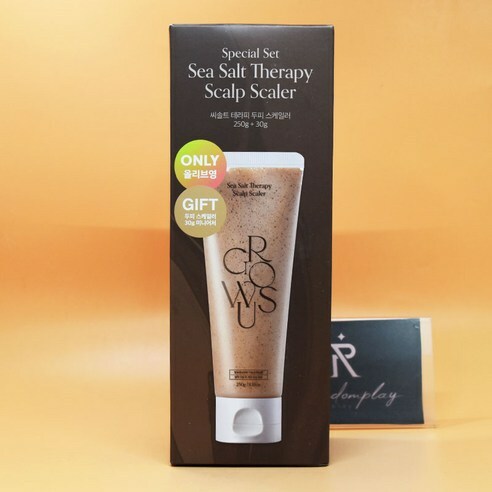 Special Set
Sea Salt Therapy
Scalp Scaler
씨솔트 테라피 두피 스케일러
250g + 30g
ONLY
올리브영
GIFT
두피 스케일러
30g 미니어처
Sea Salt Therapy
Scalp Scaler
GROWUS